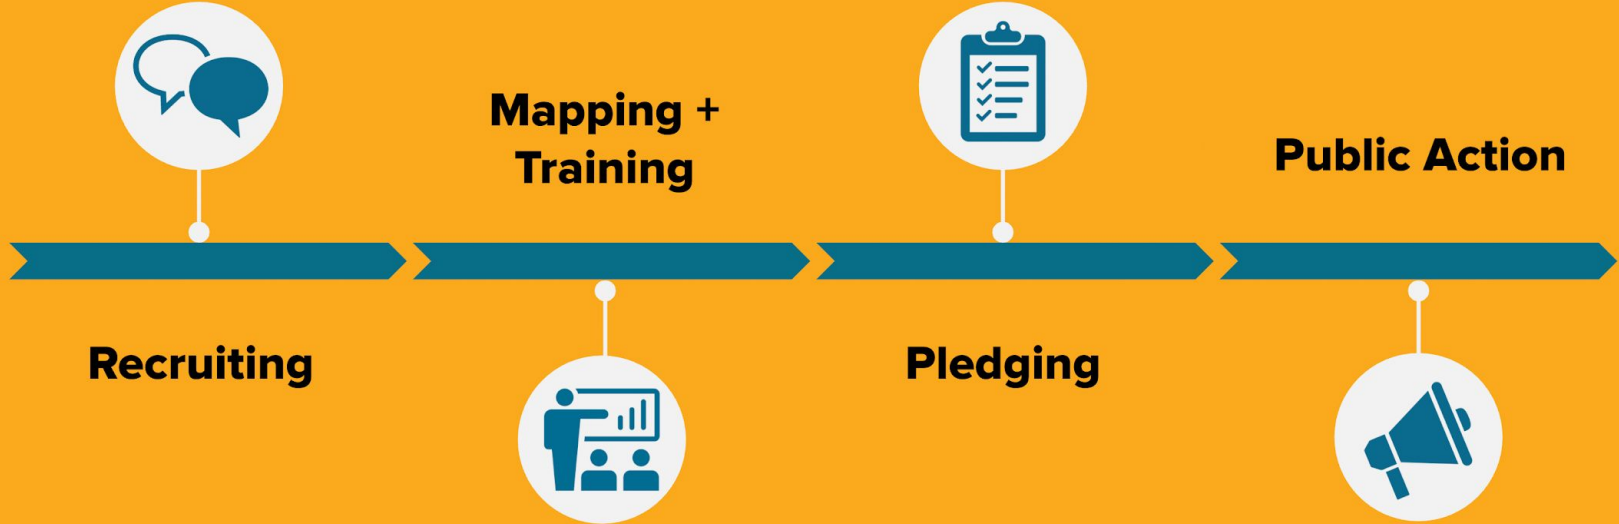 Recruiting
Mapping +
Training
Pledging
Public Action